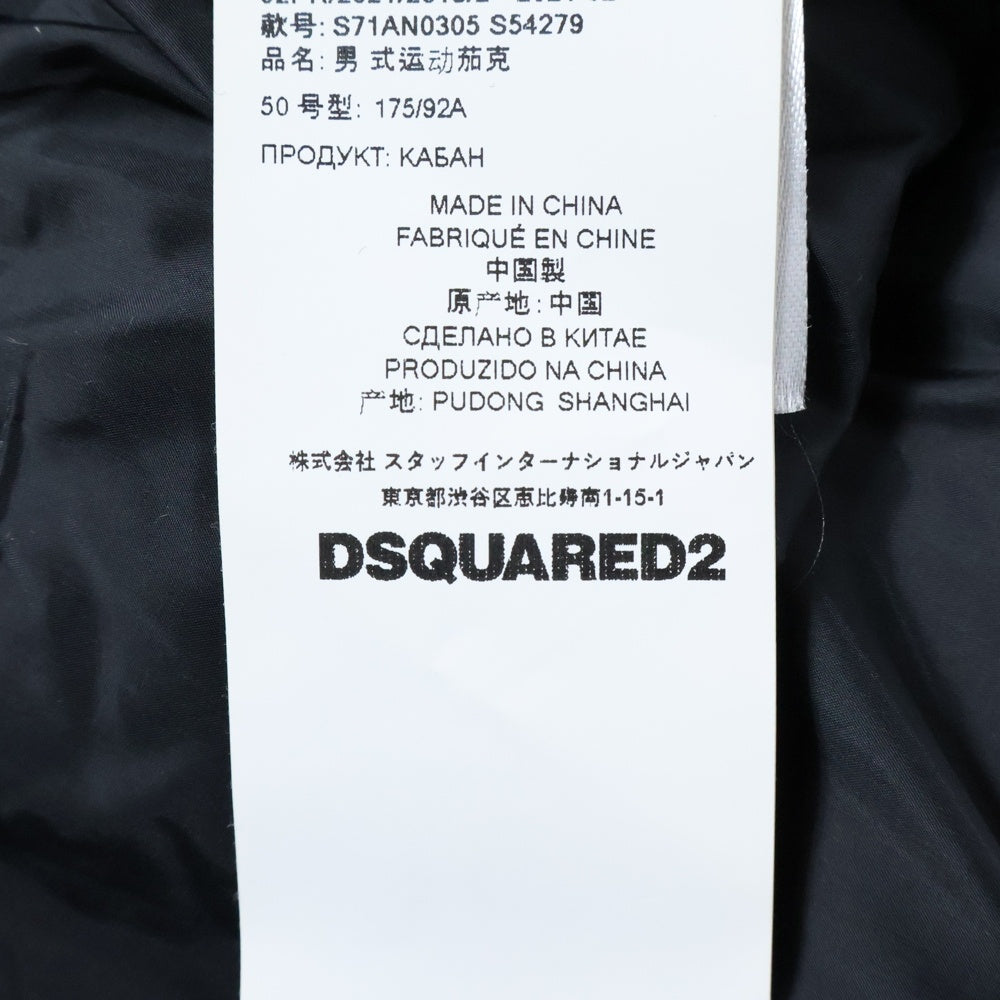 款号: S71AN0305 S54279
品名: 男 式运动茄克
50 号型: 175/92A
ПРОДУКТ: КАБАН
MADE IN CHINA
FABRIQUÉ EN CHINE
中国製
原产地: 中国
СДЕЛАНО В КИТАЕ
PRODUZIDO NA CHINA
产地: PUDONG SHANGHAI
株式会社 スタッフインターナショナルジャパン
東京都渋谷区恵比寿南1-15-1
DSQUARED2